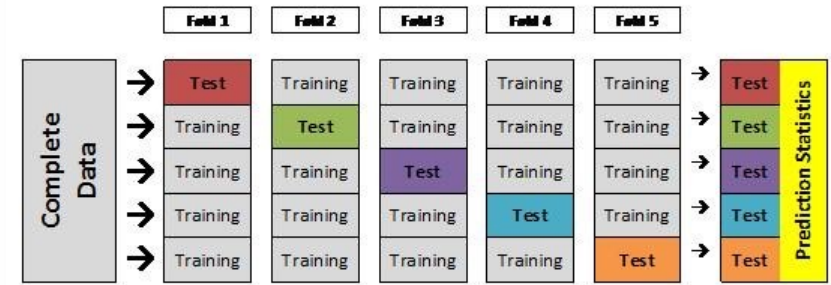 Fold 1 Fold 2 Fold 3 Fold 4 Fold 5
Complete Data
Test Training Training Training Training Test
Training Test Training Training Training Test
Training Training Test Training Training Test
Training Training Training Test Training Test
Training Training Training Training Test Test
Prediction Statistics